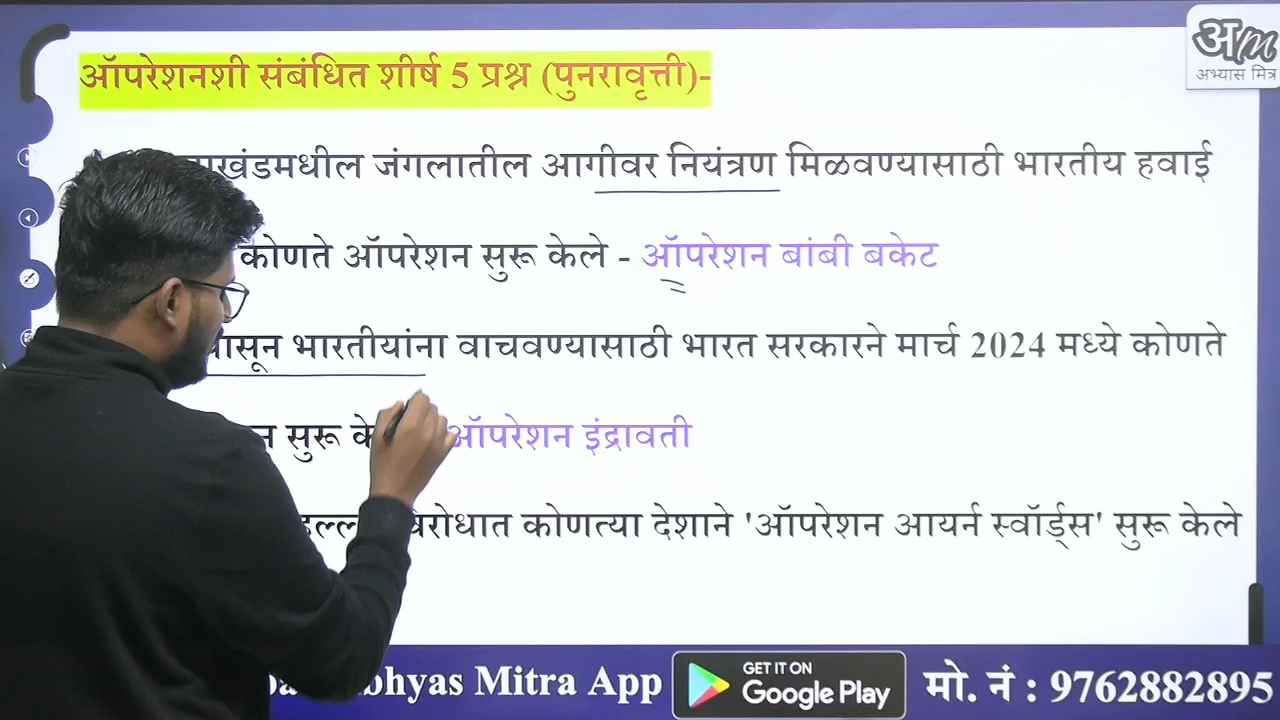 अm
अभ्यास मित्र
ऑपरेशनशी संबंधित शीर्ष 5 प्रश्न (पुनरावृत्ती)-
जंगलातील आगीवर नियंत्रण मिळवण्यासाठी भारतीय हवाई
कोणते ऑपरेशन सुरू केले - ऑपरेशन बांबी बकेट
भारतीयांना वाचवण्यासाठी भारत सरकारने मार्च 2024 मध्ये कोणते
सुरू ऑपरेशन इंद्रावती
कोणत्या देशाने 'ऑपरेशन आयर्न स्वॉर्ड्स' सुरू केले
Mitra App GET IT ON Google Play मो. नं : 9762882895